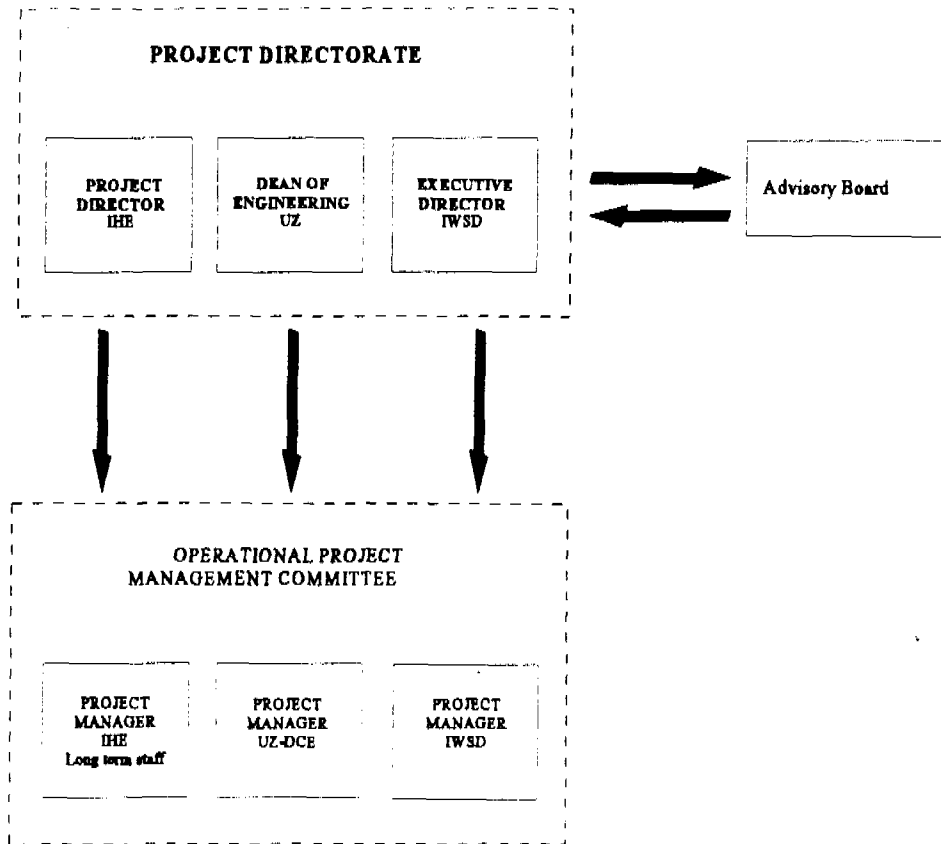 PROJECT DIRECTORATE
PROJECT
DIRECTOR
IHE
DEAN OF
ENGINEERING
UZ
EXECUTIVE
DIRECTOR
IWSD
Advisory Board
OPERATIONAL PROJECT
MANAGEMENT COMMITTEE
PROJECT
MANAGER
IHE
Long term staff
PROJECT
MANAGER
UZ-DCE
PROJECT
MANAGER
IWSD